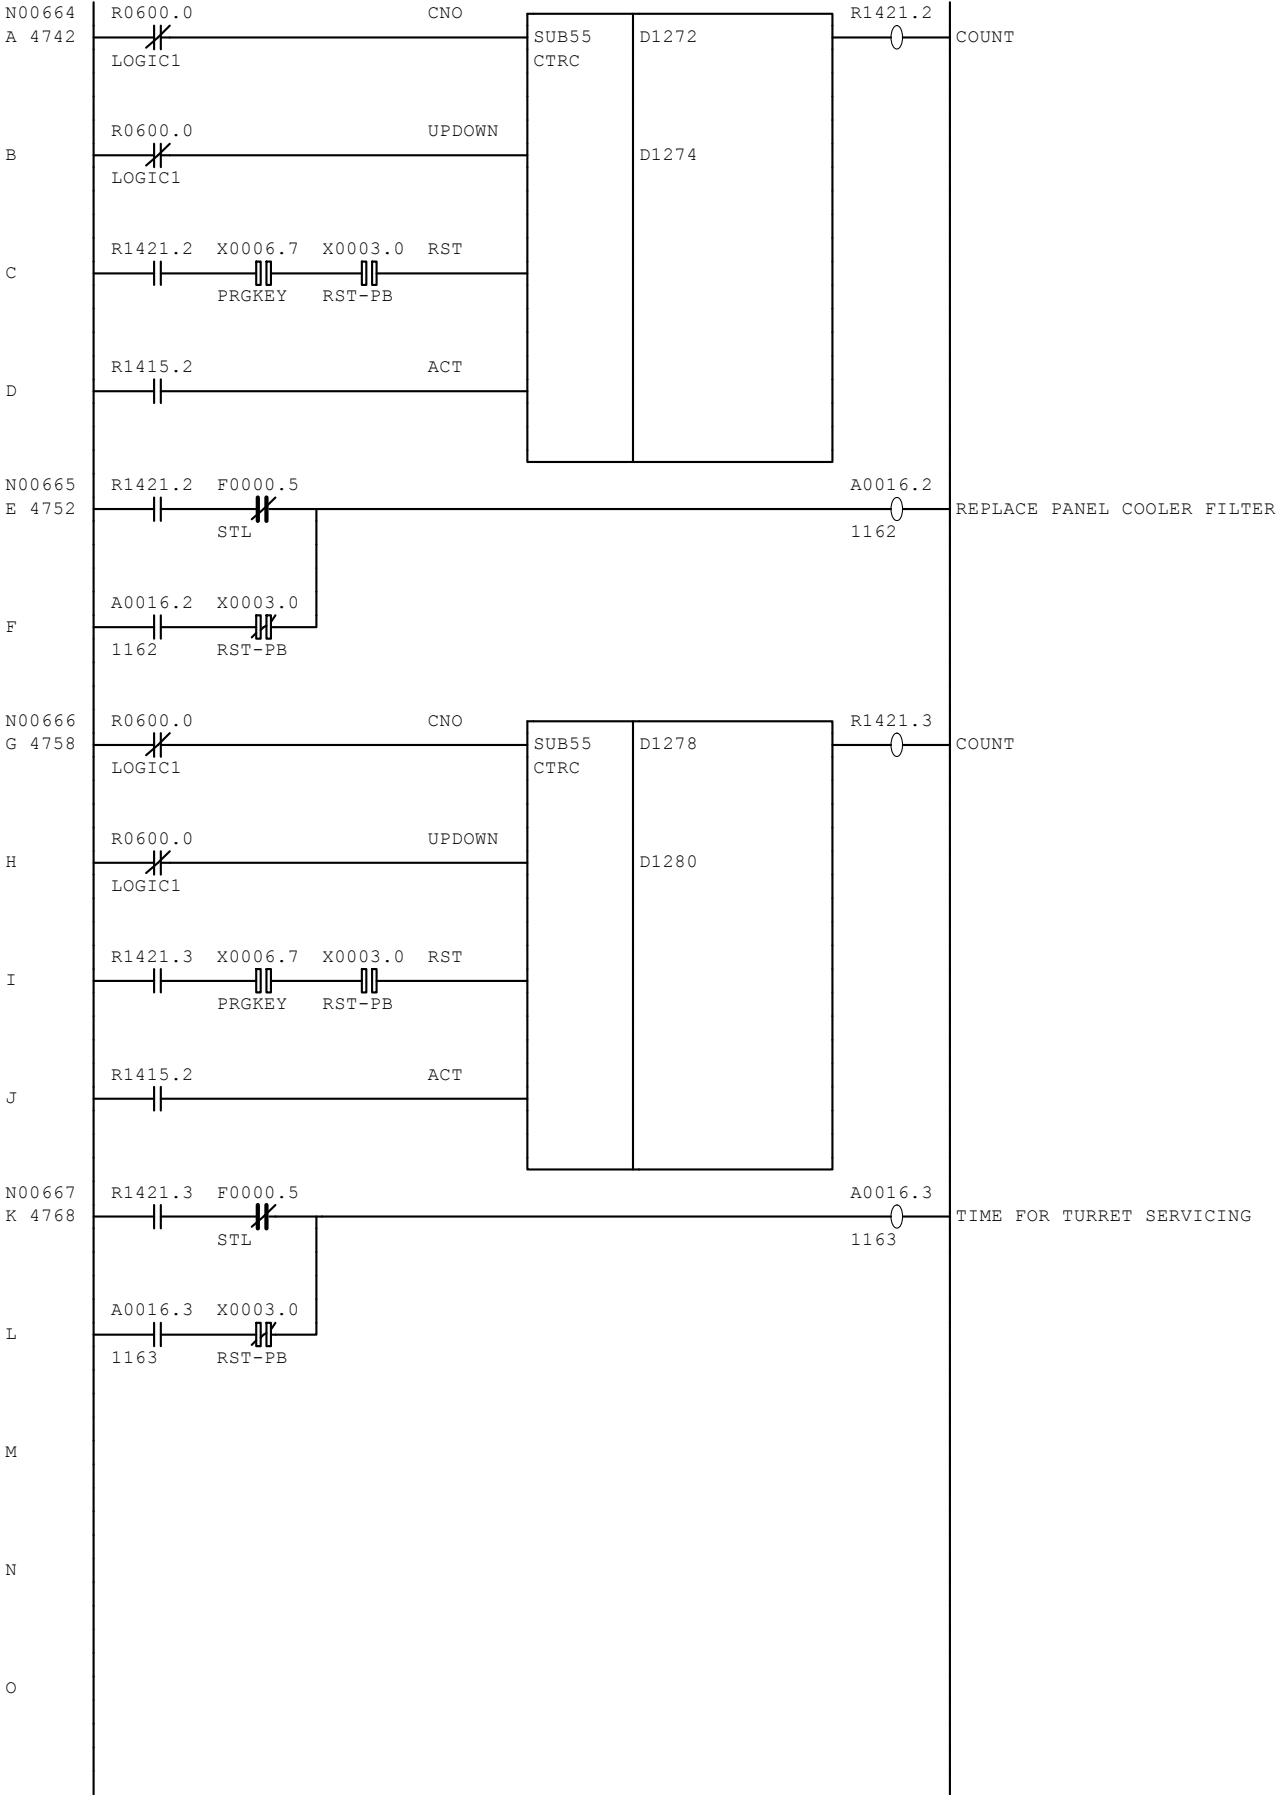 N00664 R0600.0 CNO R1421.2
A 4742 SUB55 D1272 COUNT
LOGIC1 CTRC
R0600.0 UPDOWN
B D1274
LOGIC1
R1421.2 X0006.7 X0003.0 RST
C
PRGKEY RST-PB
R1415.2 ACT
D
N00665 R1421.2 F0000.5 A0016.2
E 4752 REPLACE PANEL COOLER FILTER
STL 1162
A0016.2 X0003.0
F
1162 RST-PB
N00666 R0600.0 CNO R1421.3
G 4758 SUB55 D1278 COUNT
LOGIC1 CTRC
R0600.0 UPDOWN
H D1280
LOGIC1
R1421.3 X0006.7 X0003.0 RST
I
PRGKEY RST-PB
R1415.2 ACT
J
N00667 R1421.3 F0000.5 A0016.3
K 4768 TIME FOR TURRET SERVICING
STL 1163
A0016.3 X0003.0
L
1163 RST-PB
M
N
O